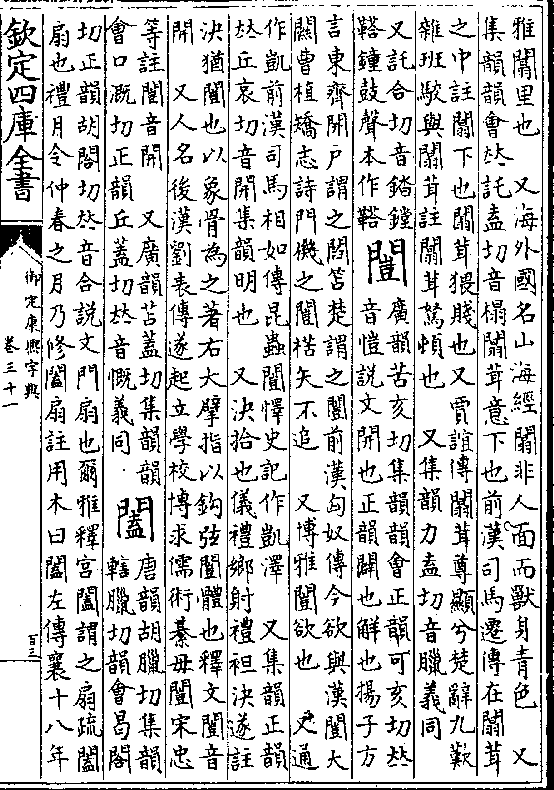 雅闒里也　又海外國名山海經闒非人面而獸身青色　又
集韻韻會𠀤託盍切音榻闒茸意下也前漢司馬遷傳在闒茸
之中註闒下也闒茸猥賤也又賈誼傳闒茸尊顯兮楚辭九歎
雜班駁與闒茸註闒茸駑頓也　又集韻力盍切音臘義同
又託合切音錔鏜
鞳鐘鼓聲本作鞳　闓　廣韻苦亥切集韻韻會正韻可亥切𠀤
音愷說文開也正韻闢也解也揚子方
言東齊開戸謂之閻笘楚謂之闓前漢匈奴傳今欲與漢闓大
關曹植矯志詩門機之闓楛矢不追　又博雅闓欲也　又通
作凱前漢司馬相如傳昆蟲闓懌史記作凱澤　又集韻正韻
𠀤丘哀切音開集韻明也　又決拾也儀禮鄉射禮袒決遂註
決猶闓也以象骨為之著右大擘指以鈎弦闓體也釋文闓音
開　又人名後漢劉表傳遂起立學校博求儒術綦毋闓宋忠
等註闓音開　又廣韻苦蓋切集韻韻
會口溉切正韻丘蓋切𠀤音慨義同　闔　唐韻胡臘切集韻
轄臘切韻會曷閣
切正韻胡閣切𠀤音合說文門扇也爾雅釋宮闔謂之扇疏闔
扇也禮月令仲春之月乃修闔扇註用木曰闔左傳襄十八年
欽定四庫全書
御定康熙字典
卷三十一
百三